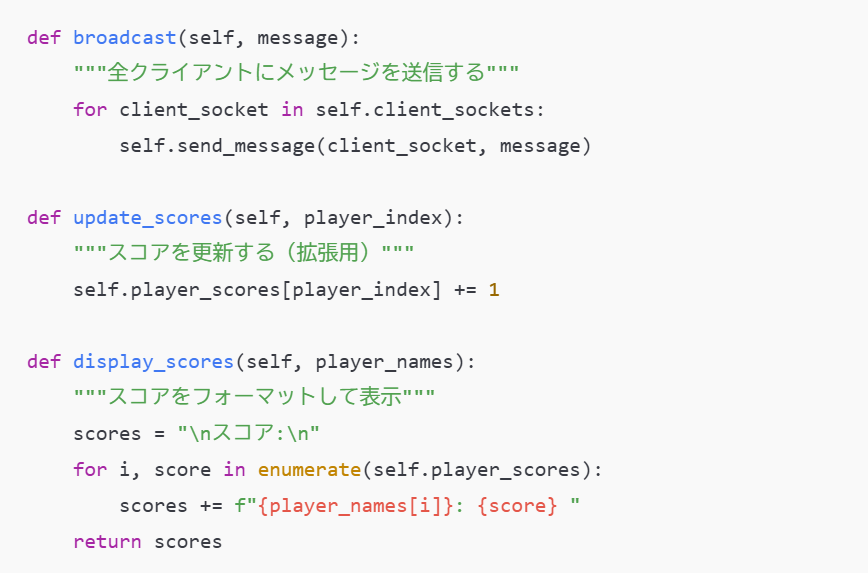 def broadcast(self, message):
    """全クライアントにメッセージを送信する"""
    for client_socket in self.client_sockets:
        self.send_message(client_socket, message)

def update_scores(self, player_index):
    """スコアを更新する（拡張用）"""
    self.player_scores[player_index] += 1

def display_scores(self, player_names):
    """スコアをフォーマットして表示"""
    scores = "\nスコア:\n"
    for i, score in enumerate(self.player_scores):
        scores += f"{player_names[i]}: {score} "
    return scores